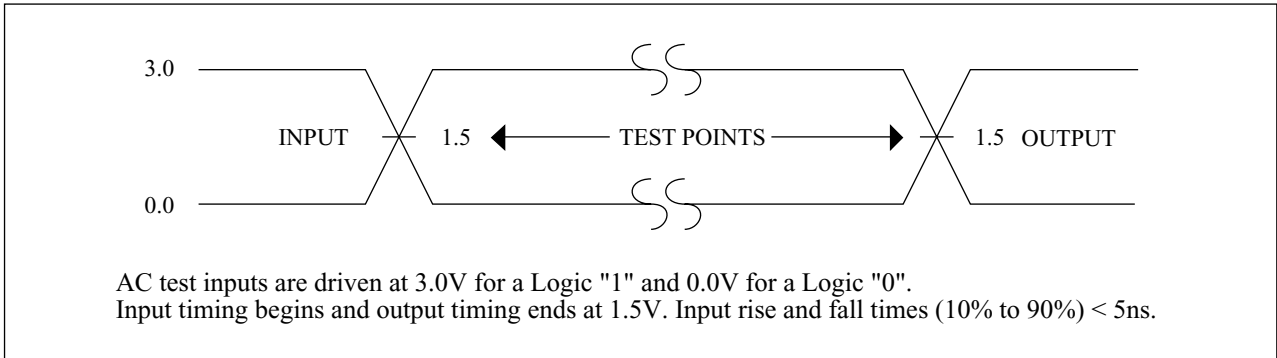 3.0
INPUT 1.5 TEST POINTS 1.5 OUTPUT
0.0
AC test inputs are driven at 3.0V for a Logic "1" and 0.0V for a Logic "0".
Input timing begins and output timing ends at 1.5V. Input rise and fall times (10% to 90%) < 5ns.